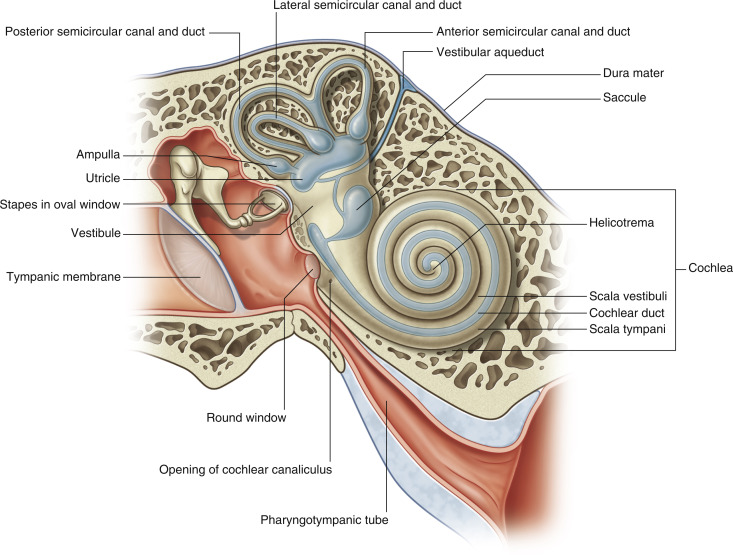 Lateral semicircular canal and duct
Posterior semicircular canal and duct
Anterior semicircular canal and duct
Vestibular aqueduct
Dura mater
Saccule
Ampulla
Utricle
Stapes in oval window
Vestibule
Helicotrema
Cochlea
Tympanic membrane
Scala vestibuli
Cochlear duct
Scala tympani
Round window
Opening of cochlear canaliculus
Pharyngotympanic tube